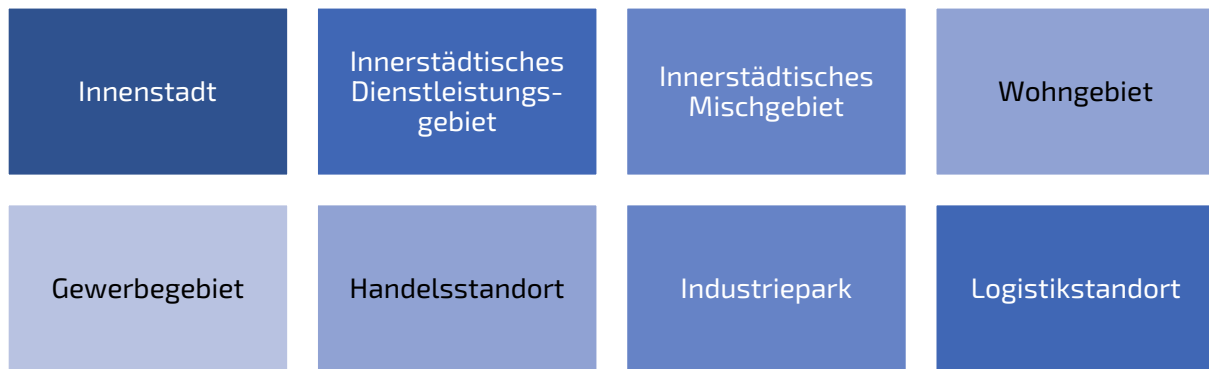 Innenstadt
Innerstädtisches
Dienstleistungs-
gebiet
Innerstädtisches
Mischgebiet
Wohngebiet
Gewerbegebiet
Handelsstandort
Industriepark
Logistikstandort